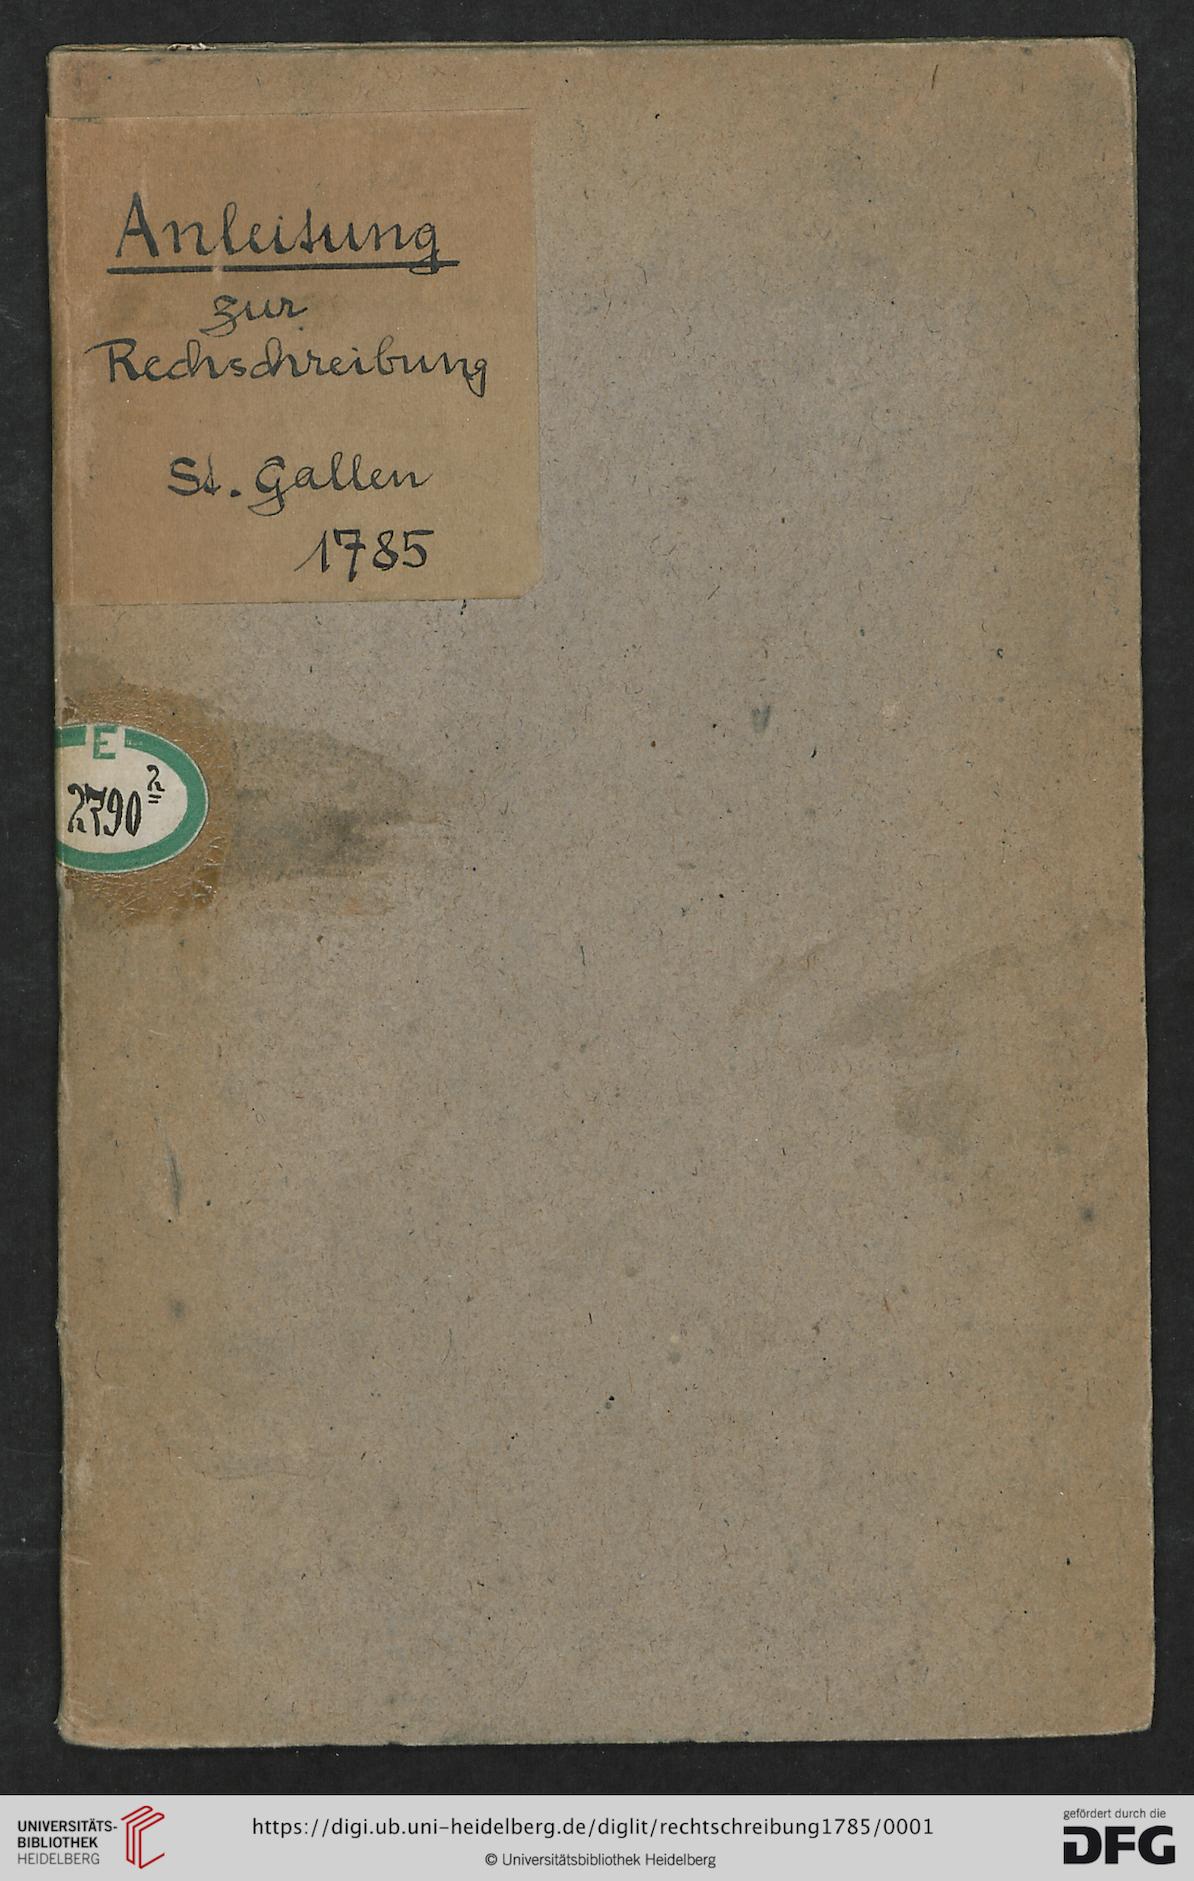 Anleitung
zur
Rechschreibung
St. Gallen
1785
E
2790²
UNIVERSITÄTS-
BIBLIOTHEK
HEIDELBERG
https://digi.ub.uni-heidelberg.de/diglit/rechtschreibung1785/0001
© Universitätsbibliothek Heidelberg
gefördert durch die
DFG